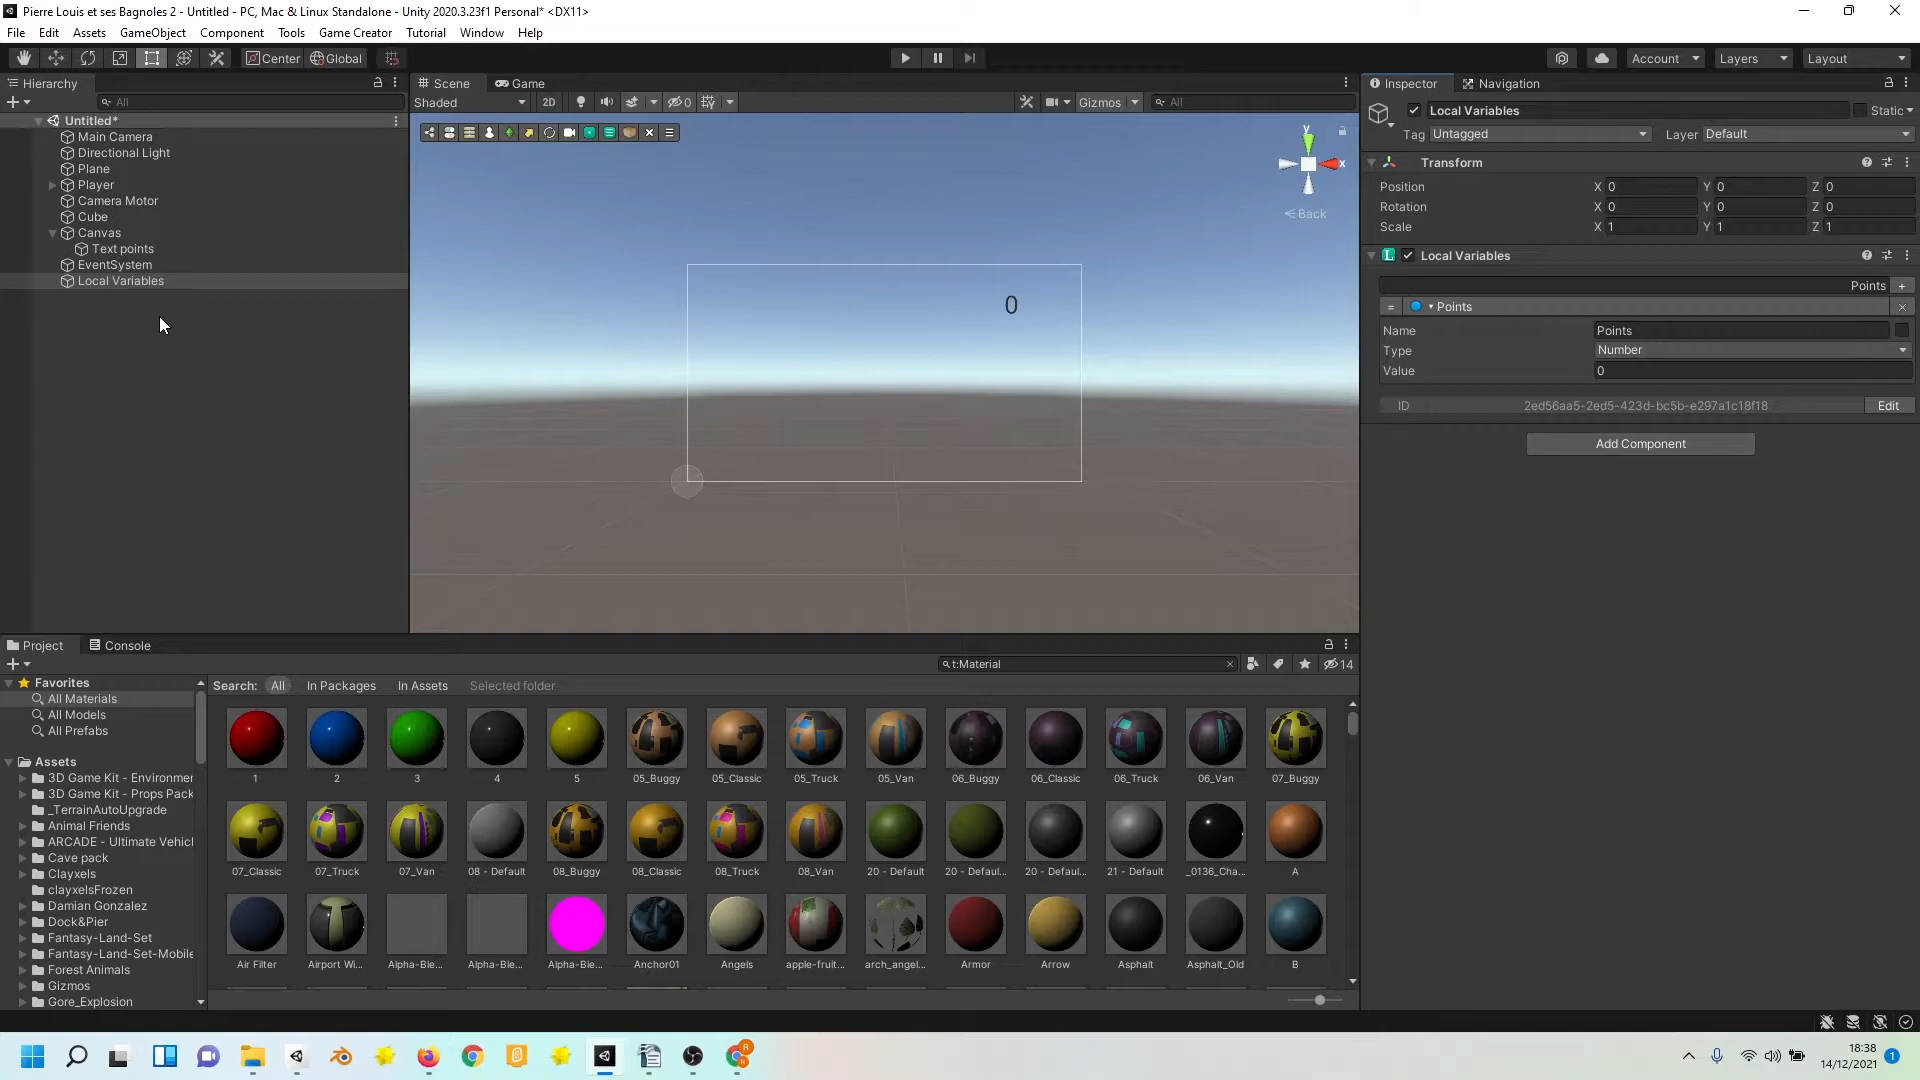 Pierre Louis et ses Bagnoles 2 - Untitled - PC, Mac & Linux Standalone - Unity 2020.3.23f1 Personal* <DX11>
File Edit Assets GameObject Component Tools Game Creator Tutorial Window Help
Center Global Account Layers Layout
Hierarchy
All
Untitled*
Main Camera
Directional Light
Plane
Player
Camera Motor
Cube
Canvas
Text points
EventSystem
Local Variables
Scene Game
Shaded 2D 0 Gizmos All
y
x
Back
0
Inspector Navigation
Local Variables Static
Tag Untagged Layer Default
Transform
Position X 0 Y 0 Z 0
Rotation X 0 Y 0 Z 0
Scale X 1 Y 1 Z 1
Local Variables
Points +
= Points
Name Points
Type Number
Value 0
ID 2ed56aa5-2ed5-423d-bc5b-e297a1c18f18 Edit
Add Component
Project Console
t:Material 14
Favorites
All Materials
All Models
All Prefabs
Assets
3D Game Kit - Environmer
3D Game Kit - Props Pack
_TerrainAutoUpgrade
Animal Friends
ARCADE - Ultimate Vehicl
Cave pack
Clayxels
clayxelsFrozen
Damian Gonzalez
Dock&Pier
Fantasy-Land-Set
Fantasy-Land-Set-Mobile
Forest Animals
Gizmos
Gore_Explosion
Search: All In Packages In Assets Selected folder
1 2 3 4 5 05_Buggy 05_Classic 05_Truck 05_Van 06_Buggy 06_Classic 06_Truck 06_Van 07_Buggy
07_Classic 07_Truck 07_Van 08 - Default 08_Buggy 08_Classic 08_Truck 08_Van 20 - Default 20 - Defaul... 20 - Defaul... 21 - Default _0136_Cha... A
Air Filter Airport Wi... Alpha-Ble... Alpha-Ble... Alpha-Ble... Anchor01 Angels apple-fruit... arch_angel... Armor Arrow Asphalt Asphalt_Old B
18:38
14/12/2021
1